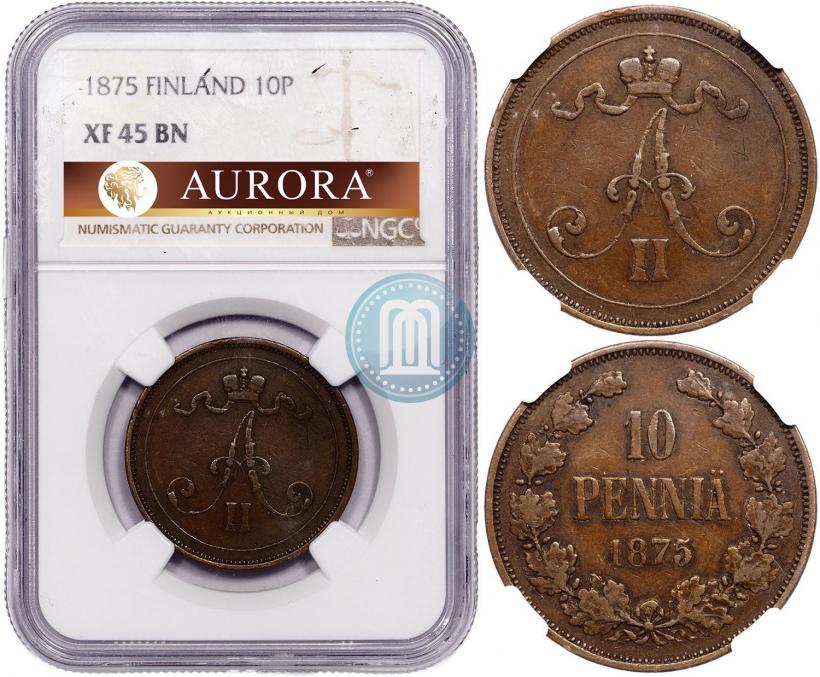 1875 FINLAND 10P
XF 45 BN
AURORA®
АУКЦИОННЫЙ ДОМ
NUMISMATIC GUARANTY CORPORATION NGC
A
II
M
A
II
10
PENNIÄ
1875